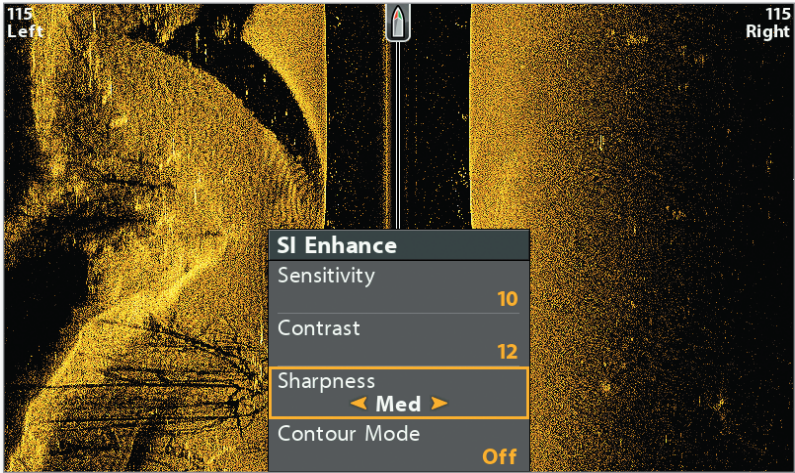 115
Left
115
Right
SI Enhance
Sensitivity
10
Contrast
12
Sharpness
Med
Contour Mode
Off